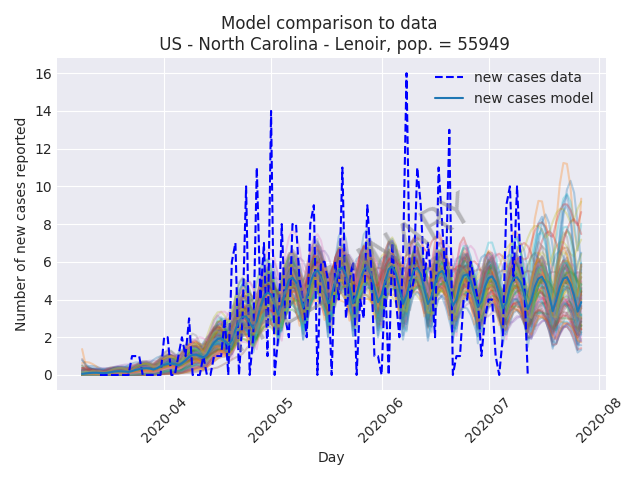 Model comparison to data
US - North Carolina - Lenoir, pop. = 55949
new cases data
new cases model
Number of new cases reported
16
14
12
10
8
6
4
2
0
2020-04
2020-05
2020-06
2020-07
2020-08
Day